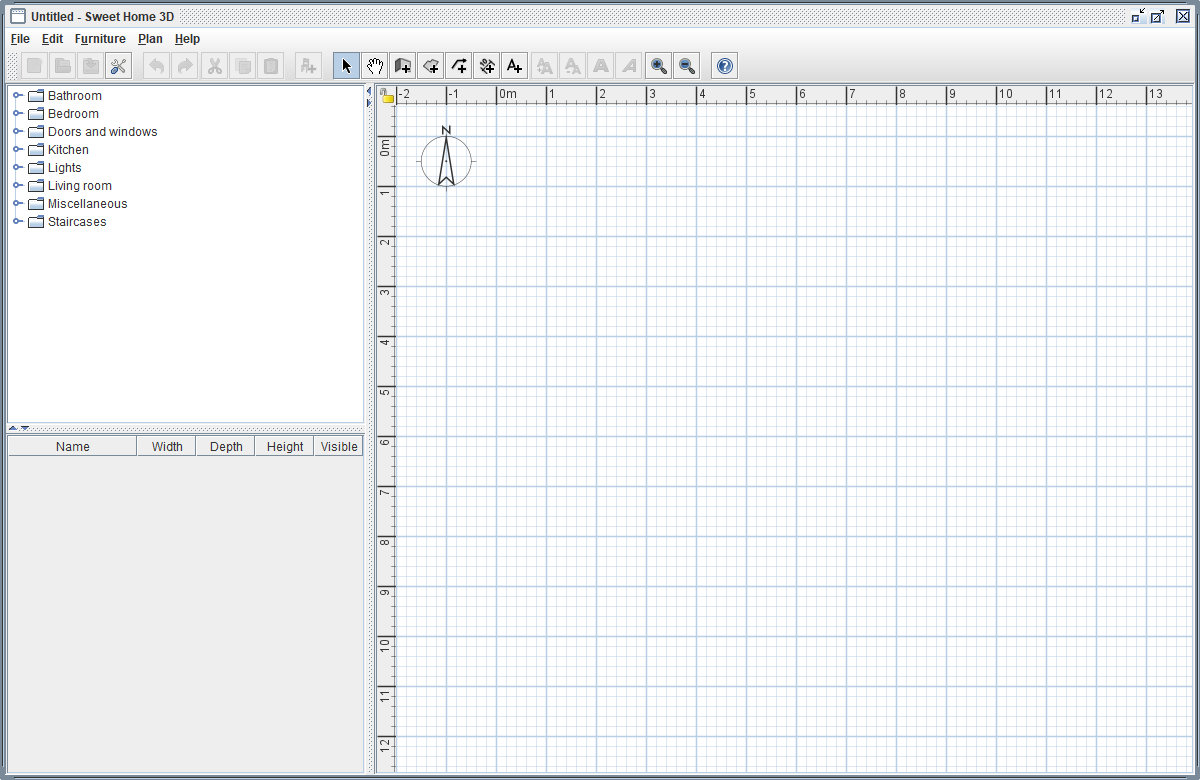 Untitled - Sweet Home 3D
File Edit Furniture Plan Help
-2 -1 0m 1 2 3 4 5 6 7 8 9 10 11 12 13
Bathroom
Bedroom
Doors and windows
Kitchen
Lights
Living room
Miscellaneous
Staircases
Name Width Depth Height Visible
N
0m
1
2
3
4
5
6
7
8
9
10
11
12